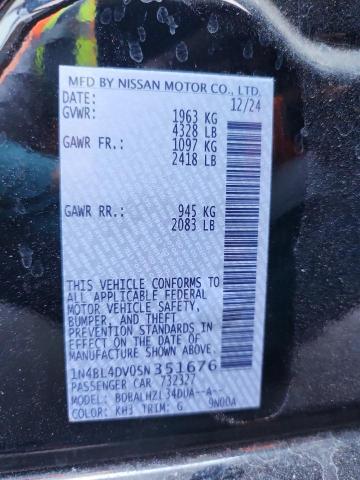 MFD BY NISSAN MOTOR CO., LTD.
DATE: 12/24
GVWR: 1963 KG
4328 LB
GAWR FR.: 1097 KG
2418 LB
GAWR RR.: 945 KG
2083 LB
THIS VEHICLE CONFORMS TO
ALL APPLICABLE FEDERAL
MOTOR VEHICLE SAFETY,
BUMPER, AND THEFT
PREVENTION STANDARDS
IN EFFECT ON THE DATE OF
MANUFACTURE SHOWN ABOVE.
1N4BL4DV0SN351676
PASSENGER CAR 732327
MODEL: BDBALHZL34DUA--A--
COLOR: KH3 TRIM: G 9N00A